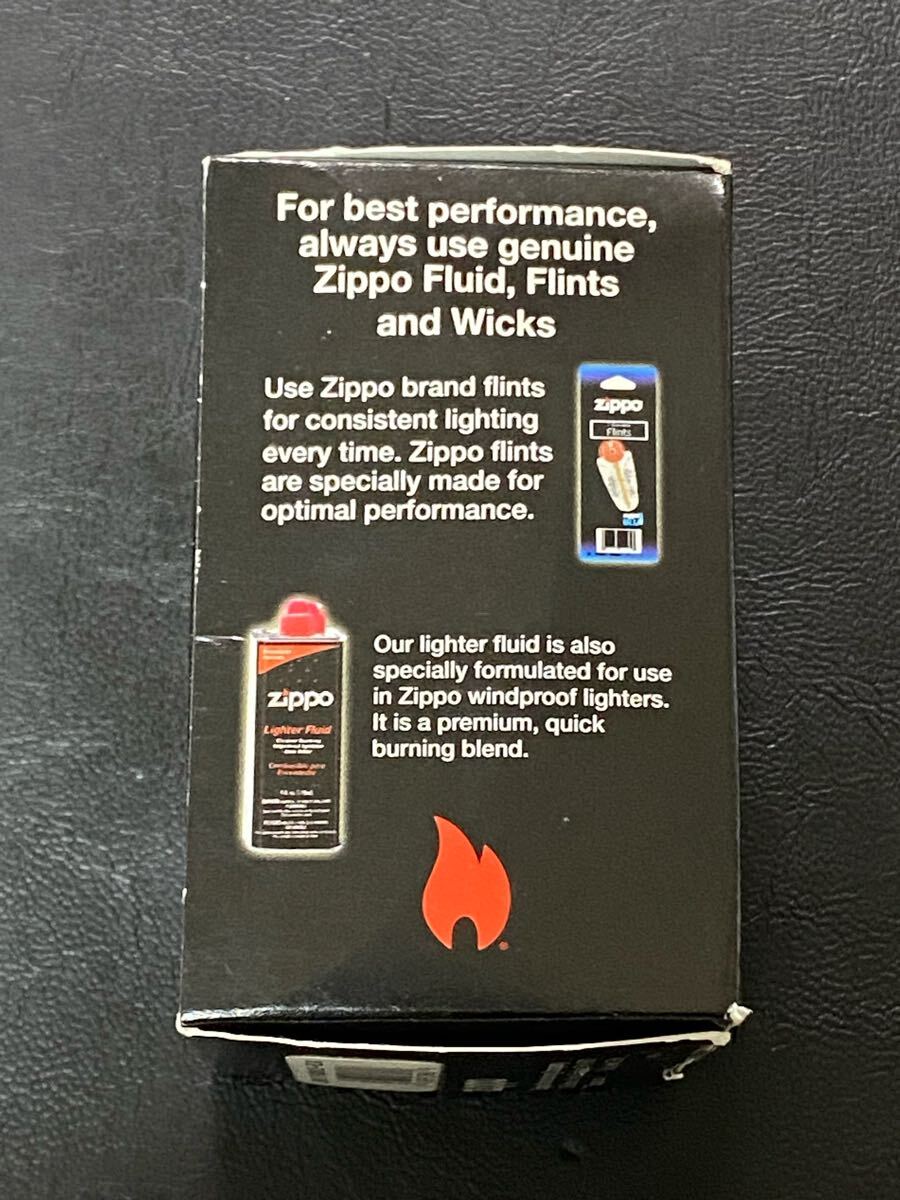 For best performance,
always use genuine
Zippo Fluid, Flints
and Wicks
Use Zippo brand flints
for consistent lighting
every time. Zippo flints
are specially made for
optimal performance.
zippo
Flints
Our lighter fluid is also
specially formulated for use
in Zippo windproof lighters.
It is a premium, quick
burning blend.
zippo
Lighter Fluid
®